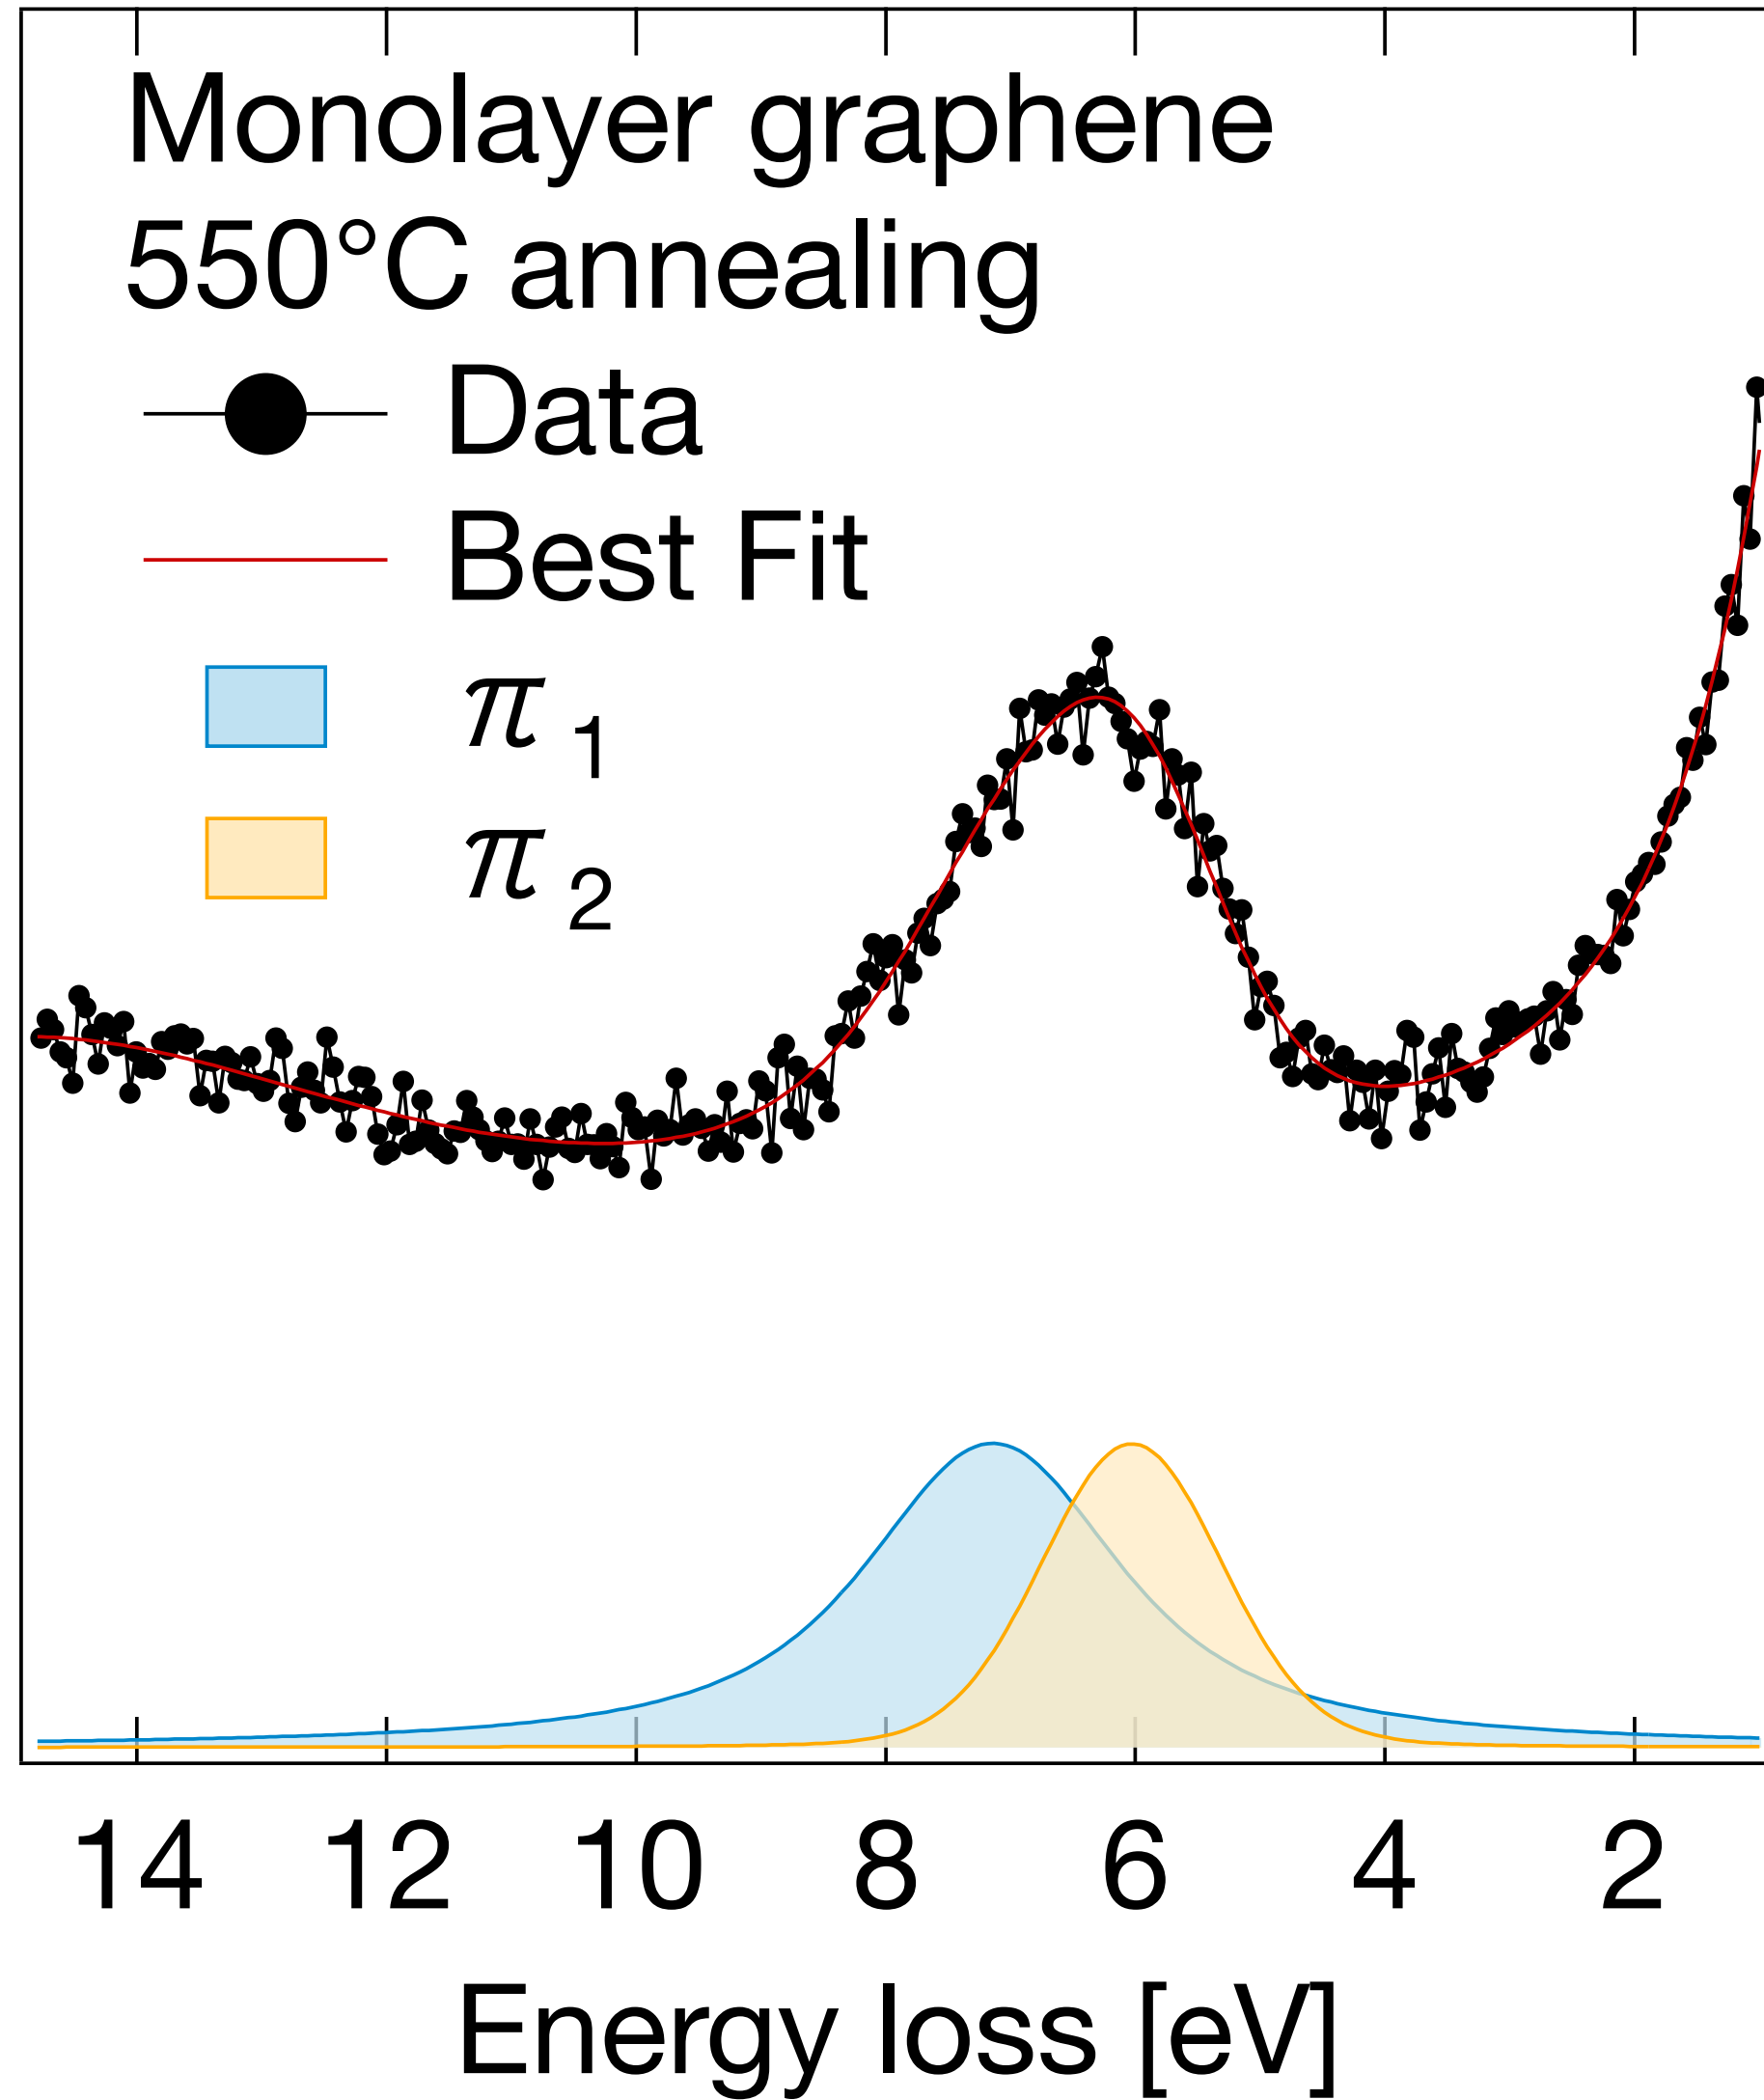 Monolayer graphene
550°C annealing
Data
Best Fit
π 1
π 2
14 12 10 8 6 4 2
Energy loss [eV]